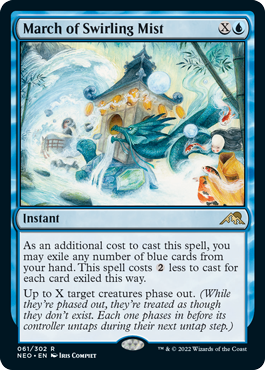 March of Swirling Mist X
Instant
As an additional cost to cast this spell, you
may exile any number of blue cards from
your hand. This spell costs 2 less to cast for
each card exiled this way.
Up to X target creatures phase out. (While
they're phased out, they're treated as though
they don't exist. Each one phases in before its
controller untaps during their next untap step.)
061/302 R
NEO • EN Iris Compiet
™ & © 2022 Wizards of the Coast